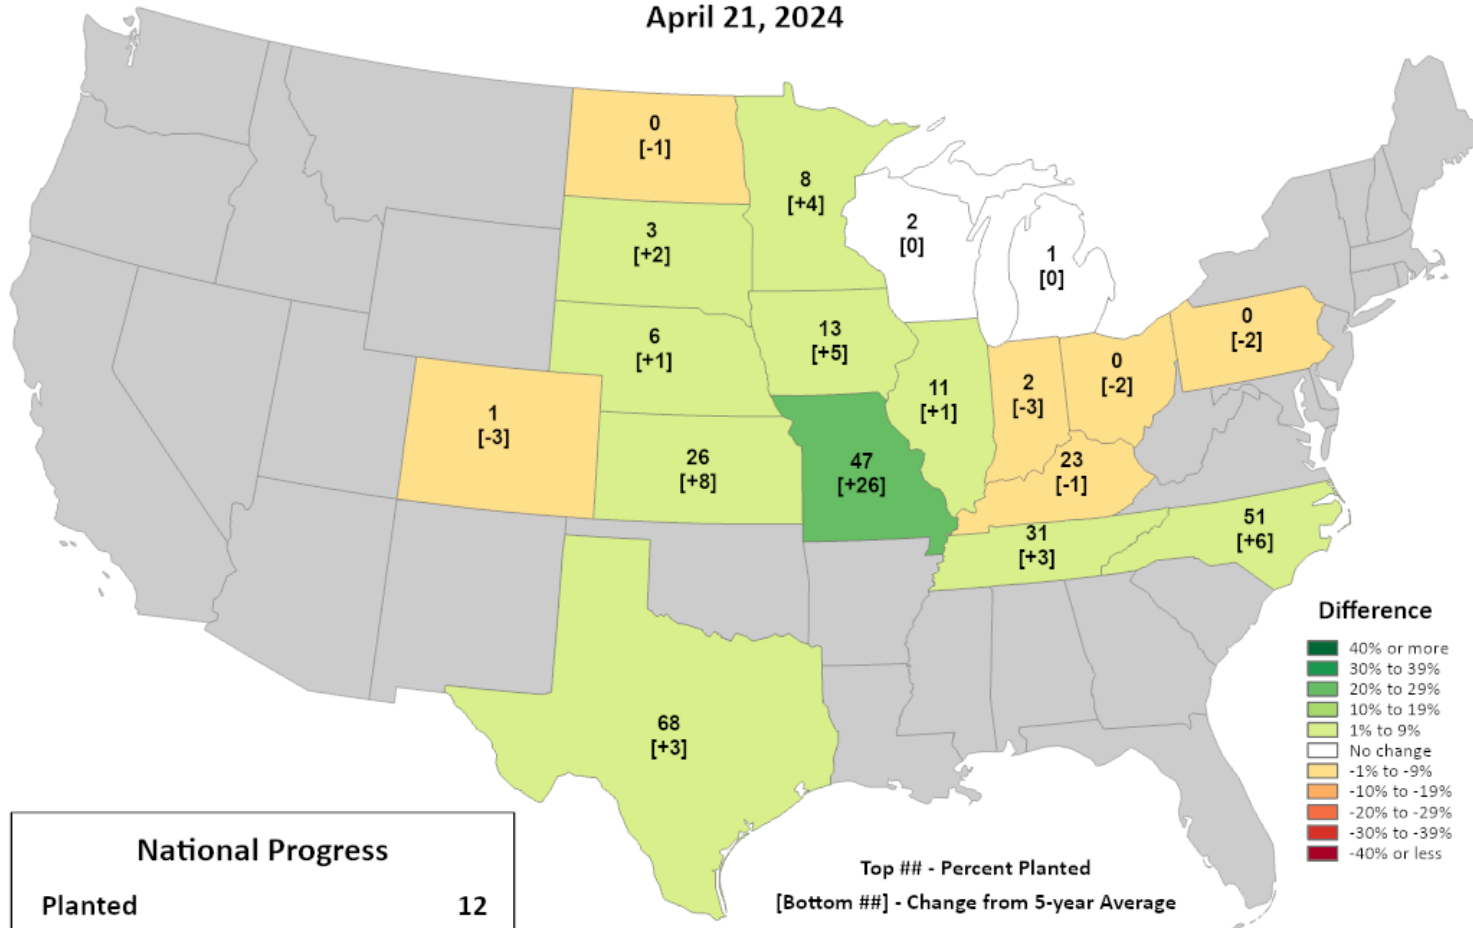 April 21, 2024
0
[-1]
8
[+4]
3
[+2]
2
[0]
1
[0]
6
[+1]
13
[+5]
0
[-2]
11
[+1]
2
[-3]
0
[-2]
1
[-3]
26
[+8]
47
[+26]
23
[-1]
31
[+3]
51
[+6]
68
[+3]
Difference
40% or more
30% to 39%
20% to 29%
10% to 19%
1% to 9%
No change
-1% to -9%
-10% to -19%
-20% to -29%
-30% to -39%
-40% or less
National Progress
Planted 12
Top ## - Percent Planted
[Bottom ##] - Change from 5-year Average